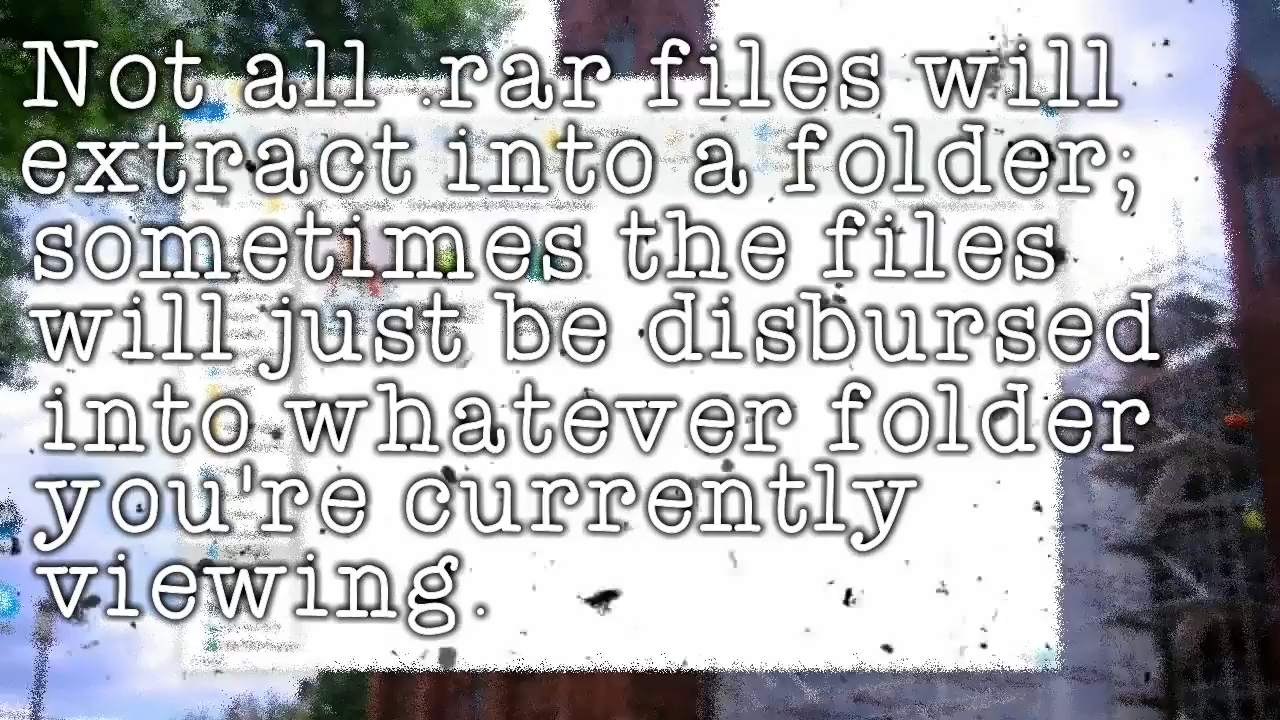 Not all .rar files will
extract into a folder;
sometimes the files
will just be disbursed
into whatever folder
you're currently
viewing.